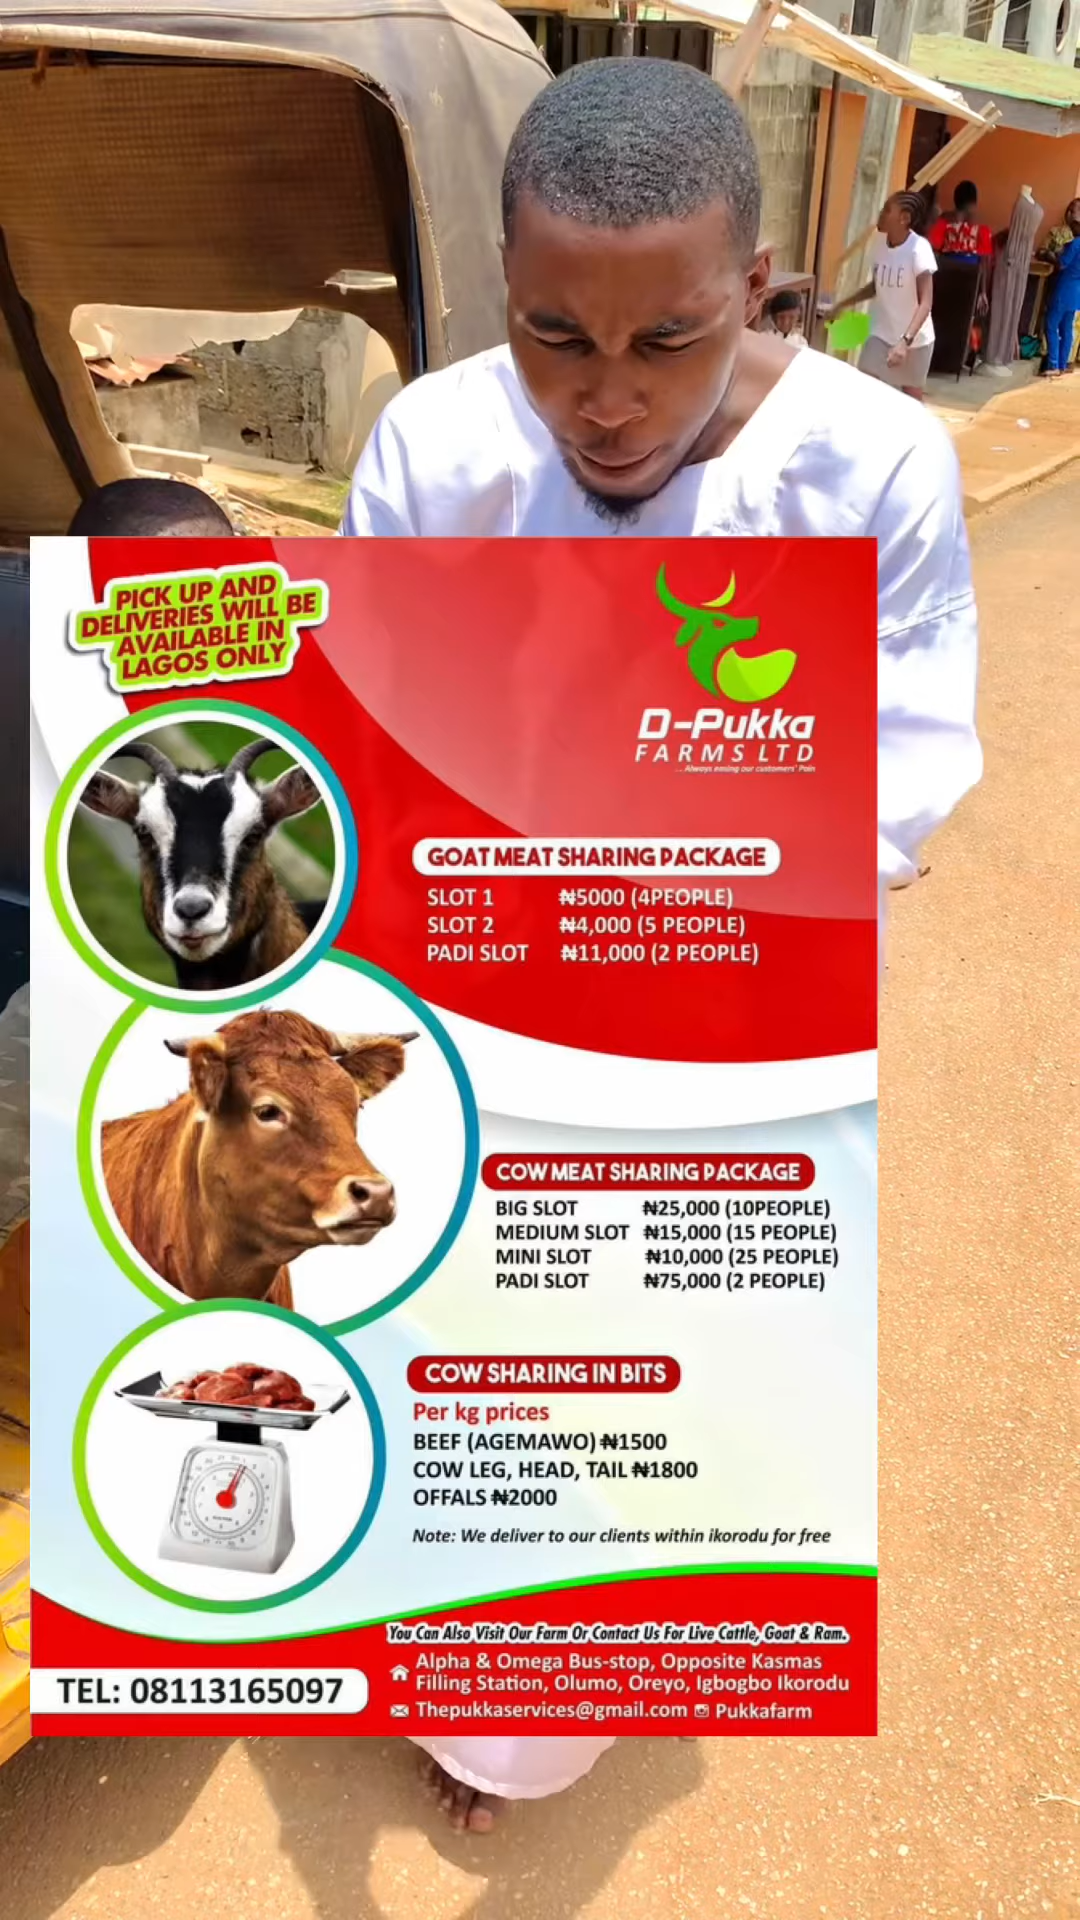 PICK UP AND
DELIVERIES WILL BE
AVAILABLE IN
LAGOS ONLY
D-Pukka
FARMS LTD
... Always easing our customers' Pain
GOAT MEAT SHARING PACKAGE
SLOT 1 ₦5000 (4PEOPLE)
SLOT 2 ₦4,000 (5 PEOPLE)
PADI SLOT ₦11,000 (2 PEOPLE)
COW MEAT SHARING PACKAGE
BIG SLOT ₦25,000 (10PEOPLE)
MEDIUM SLOT ₦15,000 (15 PEOPLE)
MINI SLOT ₦10,000 (25 PEOPLE)
PADI SLOT ₦75,000 (2 PEOPLE)
COW SHARING IN BITS
Per kg prices
BEEF (AGEMAWO) ₦1500
COW LEG, HEAD, TAIL ₦1800
OFFALS ₦2000
Note: We deliver to our clients within ikorodu for free
You Can Also Visit Our Farm Or Contact Us For Live Cattle, Goat & Ram.
Alpha & Omega Bus-stop, Opposite Kasmas
Filling Station, Olumo, Oreyo, Igbogbo Ikorodu
TEL: 08113165097
Thepukkaservices@gmail.com Pukkafarm